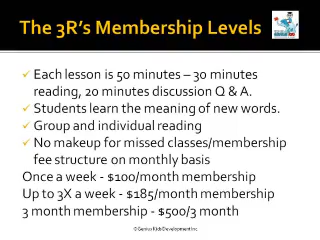 The 3R's Membership Levels
Each lesson is 50 minutes – 30 minutes
reading, 20 minutes discussion Q & A.
Students learn the meaning of new words.
Group and individual reading
No makeup for missed classes/membership
fee structure on monthly basis
Once a week - $100/month membership
Up to 3X a week - $185/month membership
3 month membership - $500/3 month
©Genius Kids Development Inc